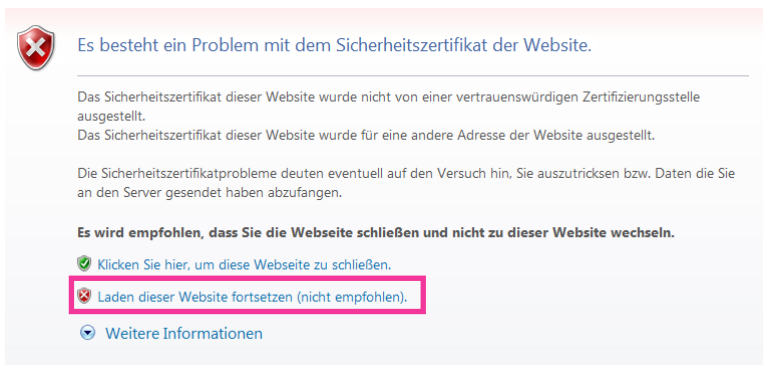 Es besteht ein Problem mit dem Sicherheitszertifikat der Website.
Das Sicherheitszertifikat dieser Website wurde nicht von einer vertrauenswürdigen Zertifizierungsstelle
ausgestellt.
Das Sicherheitszertifikat dieser Website wurde für eine andere Adresse der Website ausgestellt.
Die Sicherheitszertifikatprobleme deuten eventuell auf den Versuch hin, Sie auszutricksen bzw. Daten die Sie
an den Server gesendet haben abzufangen.
Es wird empfohlen, dass Sie die Webseite schließen und nicht zu dieser Website wechseln.
Klicken Sie hier, um diese Webseite zu schließen.
Laden dieser Website fortsetzen (nicht empfohlen).
Weitere Informationen